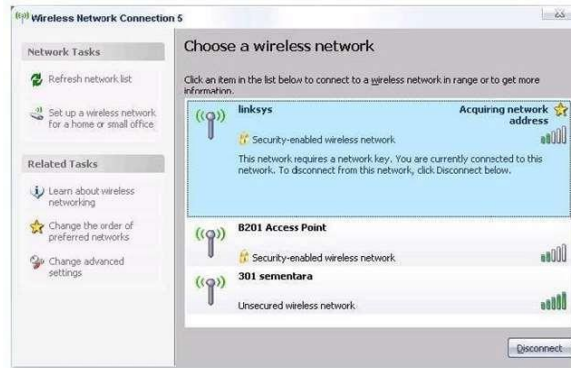 Wireless Network Connection 5
Network Tasks
Refresh network list
Set up a wireless network
for a home or small office
Related Tasks
Learn about wireless
networking
Change the order of
preferred networks
Change advanced
settings
Choose a wireless network
Click an item in the list below to connect to a wireless network in range or to get more
information.
linksys
Acquiring network
address
Security-enabled wireless network
This network requires a network key. You are currently connected to this
network. To disconnect from this network, click Disconnect below.
B201 Access Point
Security-enabled wireless network
301 sementara
Unsecured wireless network
Disconnect